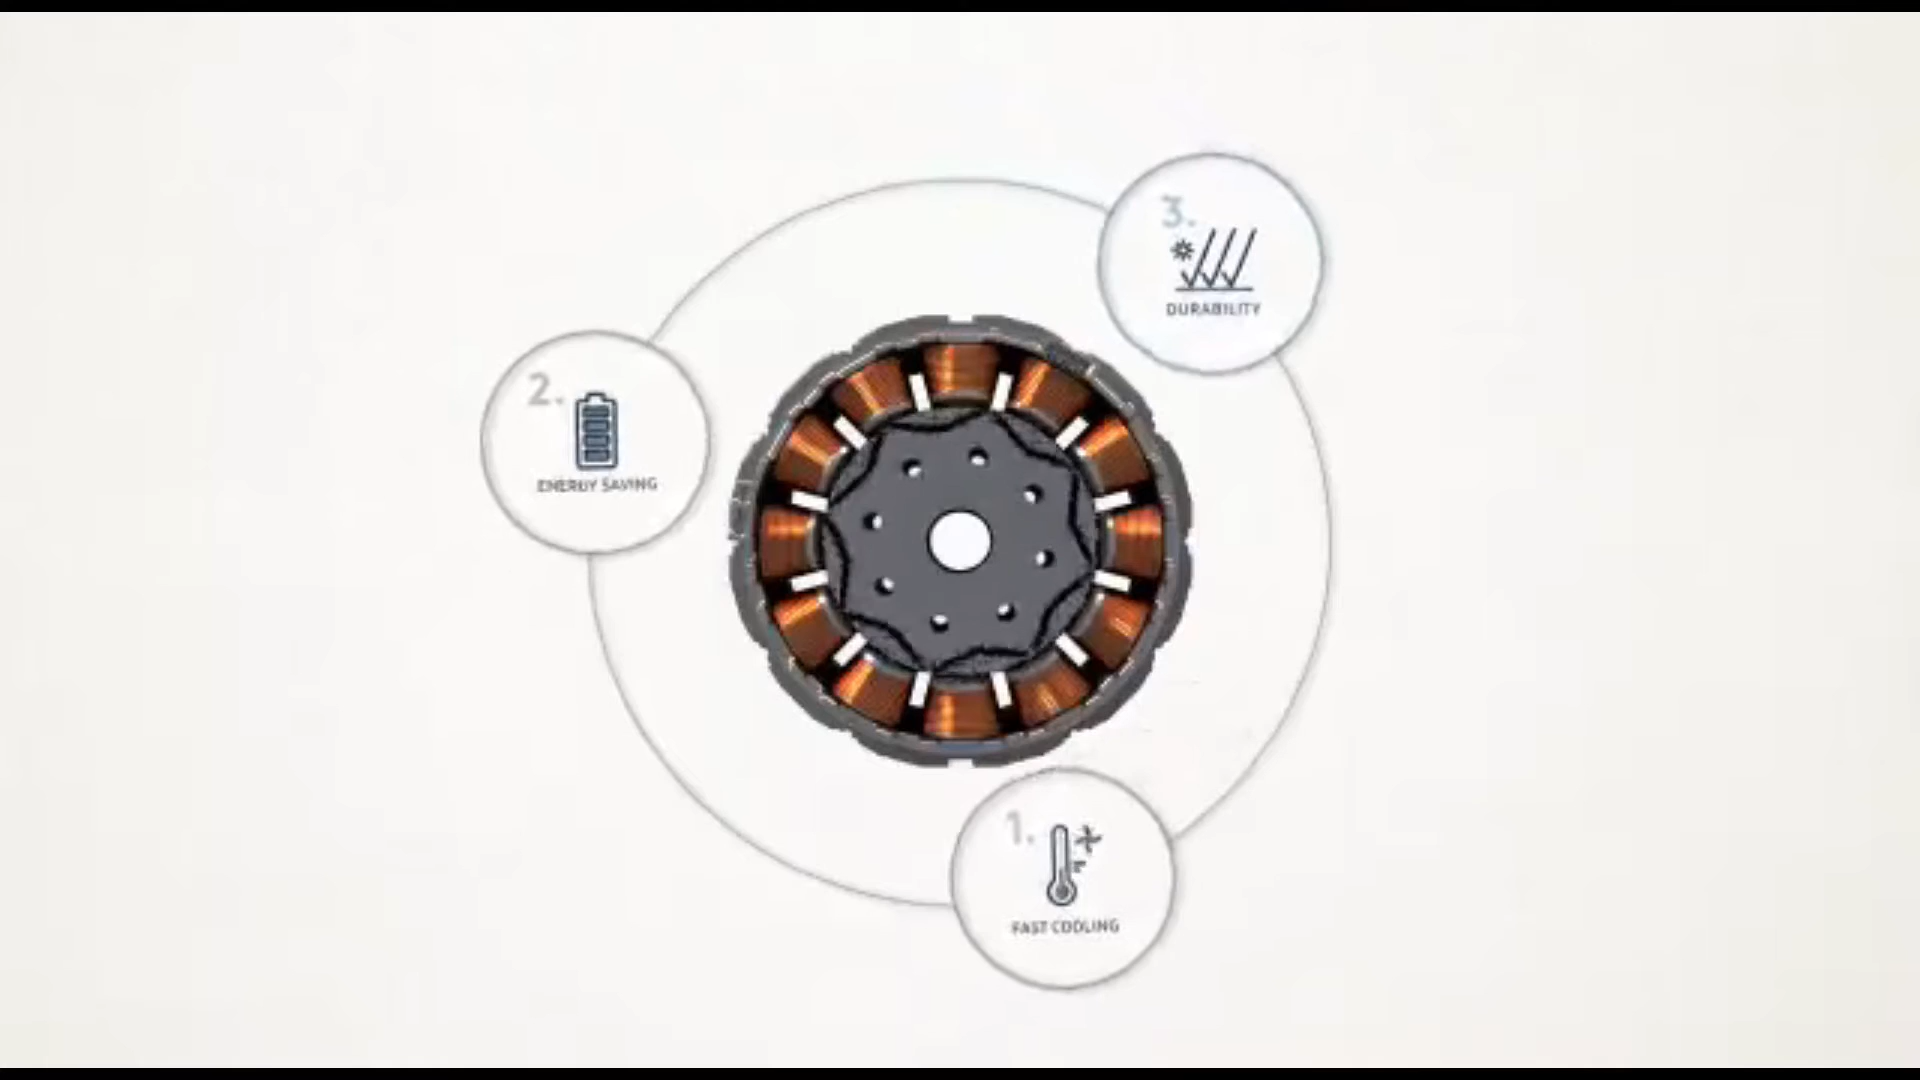 3.
DURABILITY
2.
ENERGY SAVING
1.
FAST COOLING